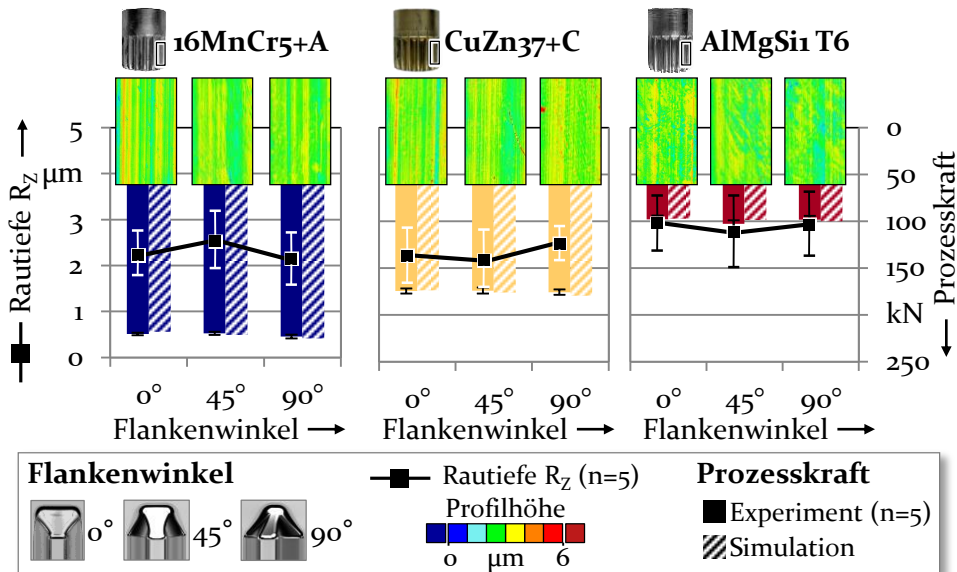 16MnCr5+A
CuZn37+C
AlMgSi1 T6
Rautiefe RZ
5
µm
3
2
1
0
0
50
100
150
kN
250
Prozesskraft
0° 45° 90°
Flankenwinkel
0° 45° 90°
Flankenwinkel
0° 45° 90°
Flankenwinkel
Flankenwinkel
0° 45° 90°
Rautiefe RZ (n=5)
Profilhöhe
0 µm 6
Prozesskraft
Experiment (n=5)
Simulation